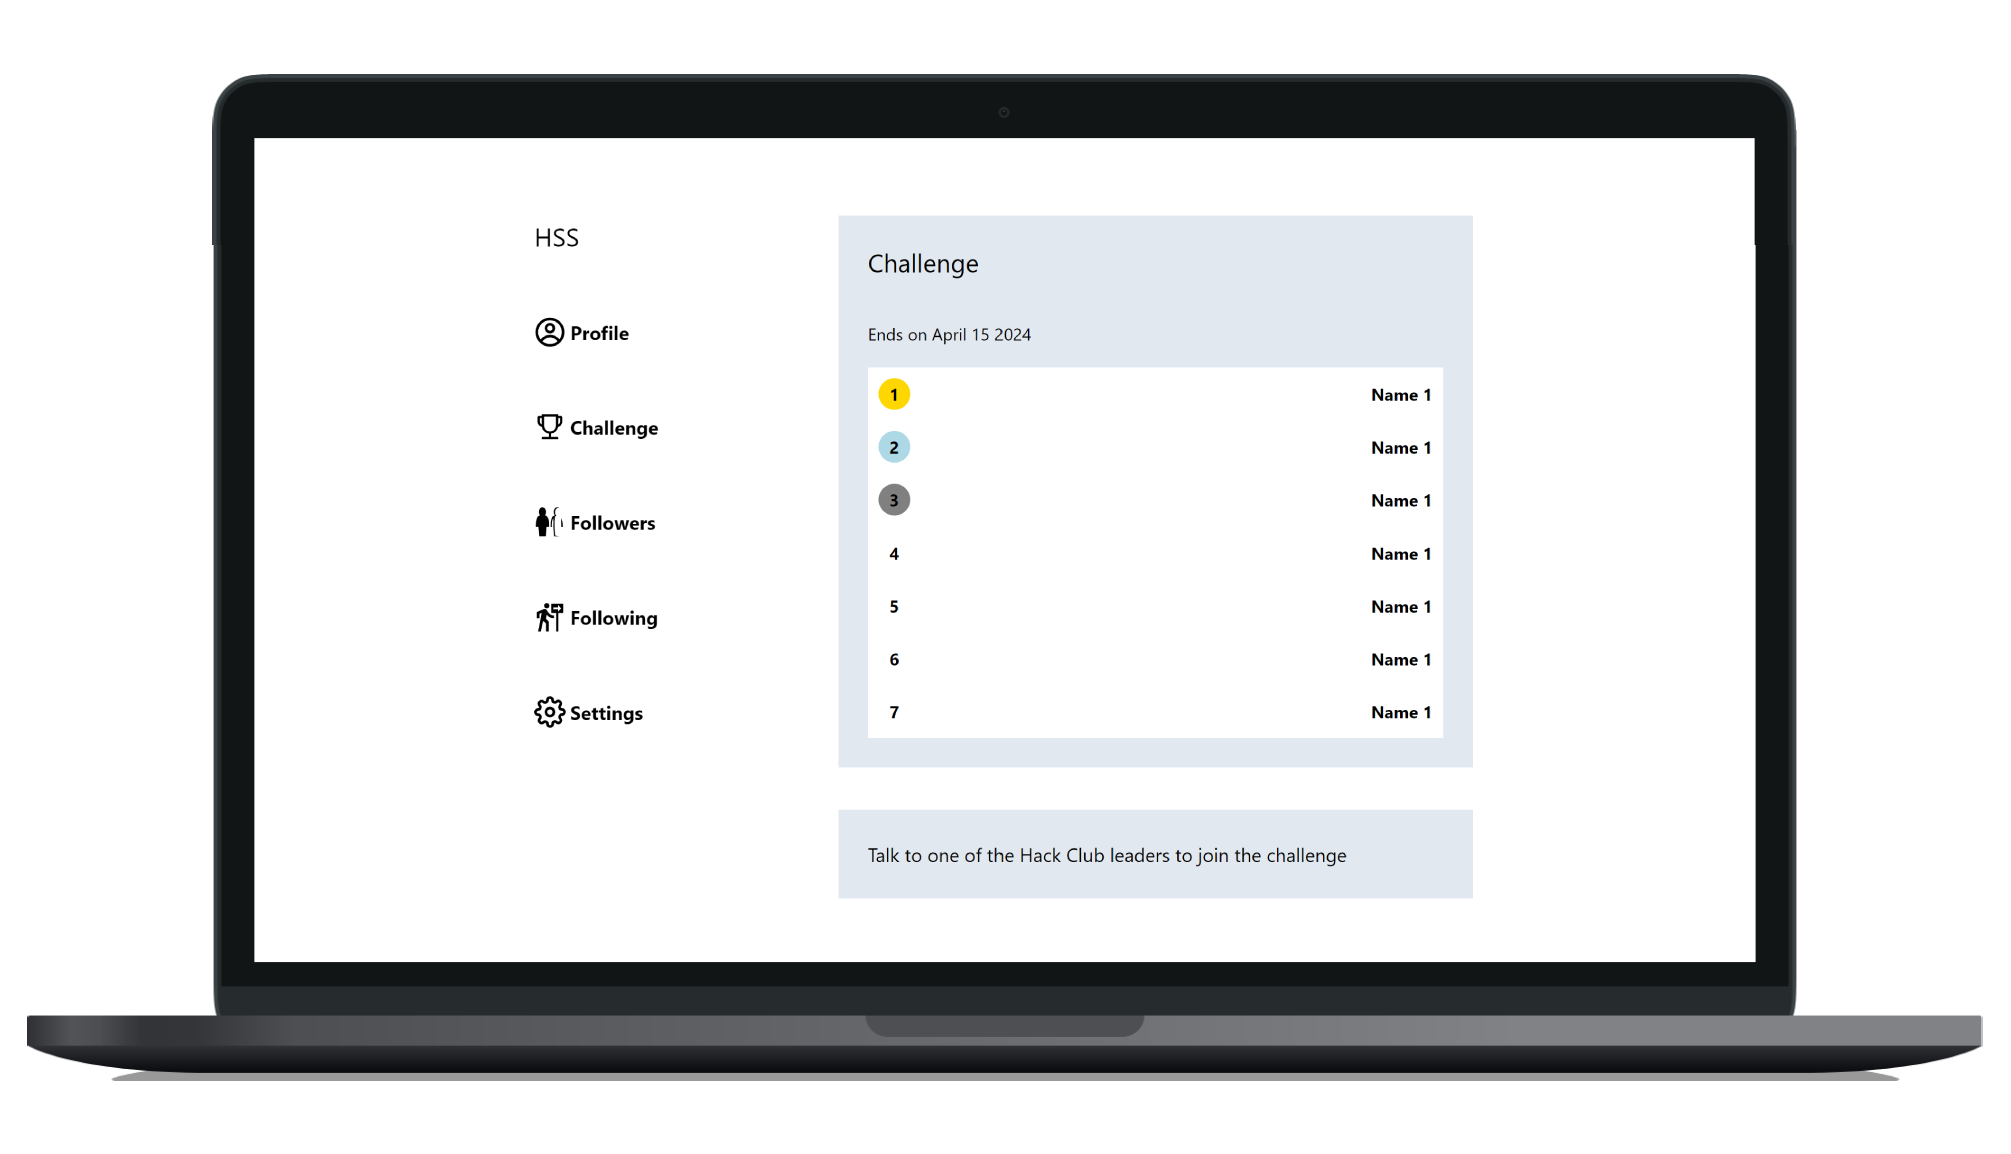 HSS
Profile
Challenge
Followers
Following
Settings
Challenge
Ends on April 15 2024
1 Name 1
2 Name 1
3 Name 1
4 Name 1
5 Name 1
6 Name 1
7 Name 1
Talk to one of the Hack Club leaders to join the challenge